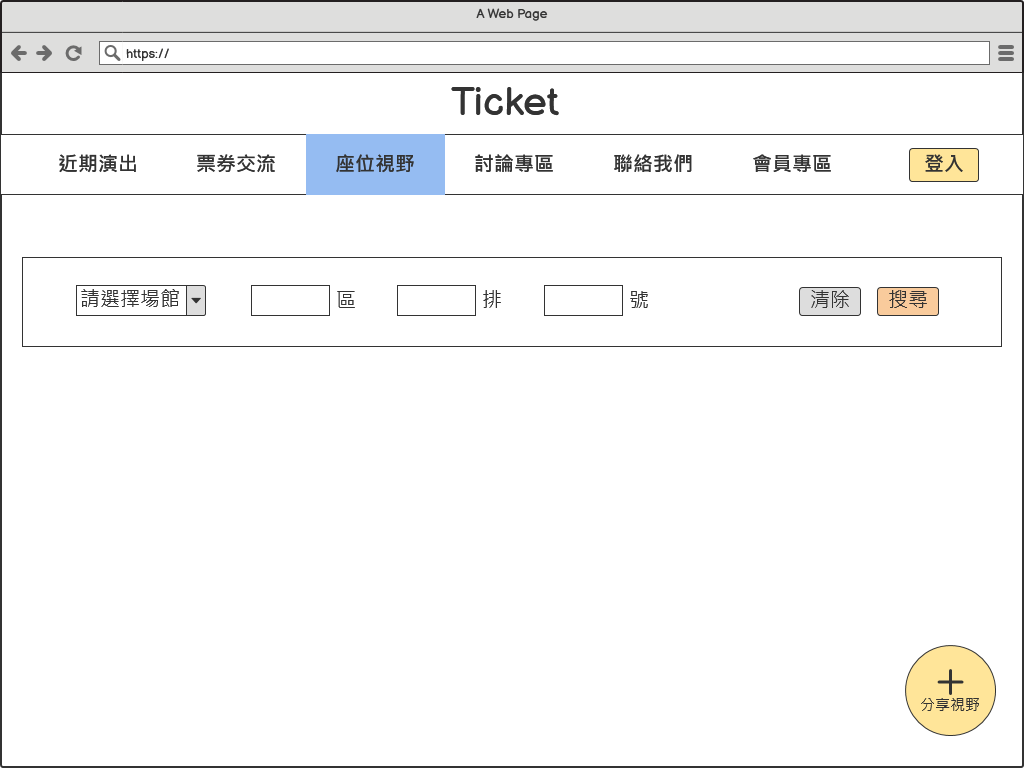 A Web Page
https://
Ticket
近期演出 票券交流 座位視野 討論專區 聯絡我們 會員專區 登入
請選擇場館 區 排 號 清除 搜尋
分享視野